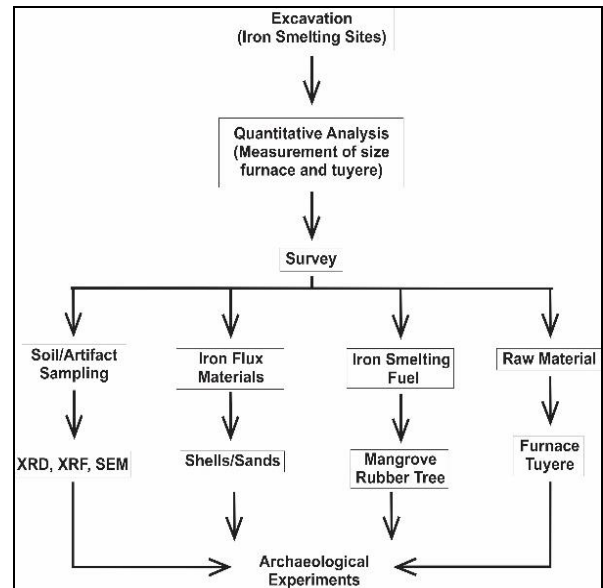 Excavation
(Iron Smelting Sites)
Quantitative Analysis
(Measurement of size
furnace and tuyere)
Survey
Soil/Artifact
Sampling
Iron Flux
Materials
Iron Smelting
Fuel
Raw Material
XRD, XRF, SEM
Shells/Sands
Mangrove
Rubber Tree
Furnace
Tuyere
Archaeological
Experiments